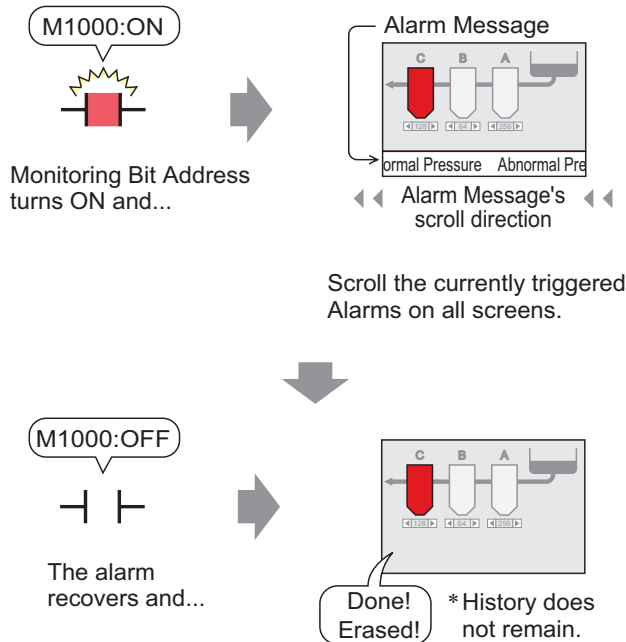 M1000:ON
Monitoring Bit Address
turns ON and...
Alarm Message
C B A
128 64 256
ormal Pressure Abnormal Pre
Alarm Message's
scroll direction
Scroll the currently triggered
Alarms on all screens.
M1000:OFF
The alarm
recovers and...
C B A
128 64 256
Done!
Erased!
*History does
not remain.